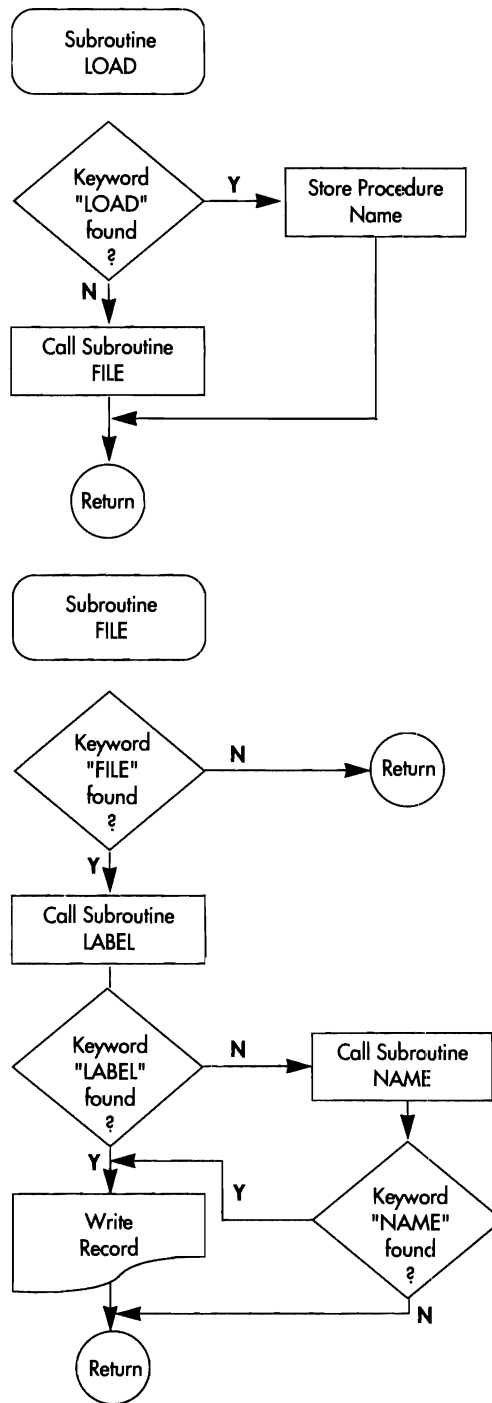 Subroutine
LOAD
Keyword
"LOAD"
found
?
Y
Store Procedure
Name
N
Call Subroutine
FILE
Return
Subroutine
FILE
Keyword
"FILE"
found
?
N
Return
Y
Call Subroutine
LABEL
Keyword
"LABEL"
found
?
N
Call Subroutine
NAME
Y
Y
Write
Record
Keyword
"NAME"
found
?
N
Return